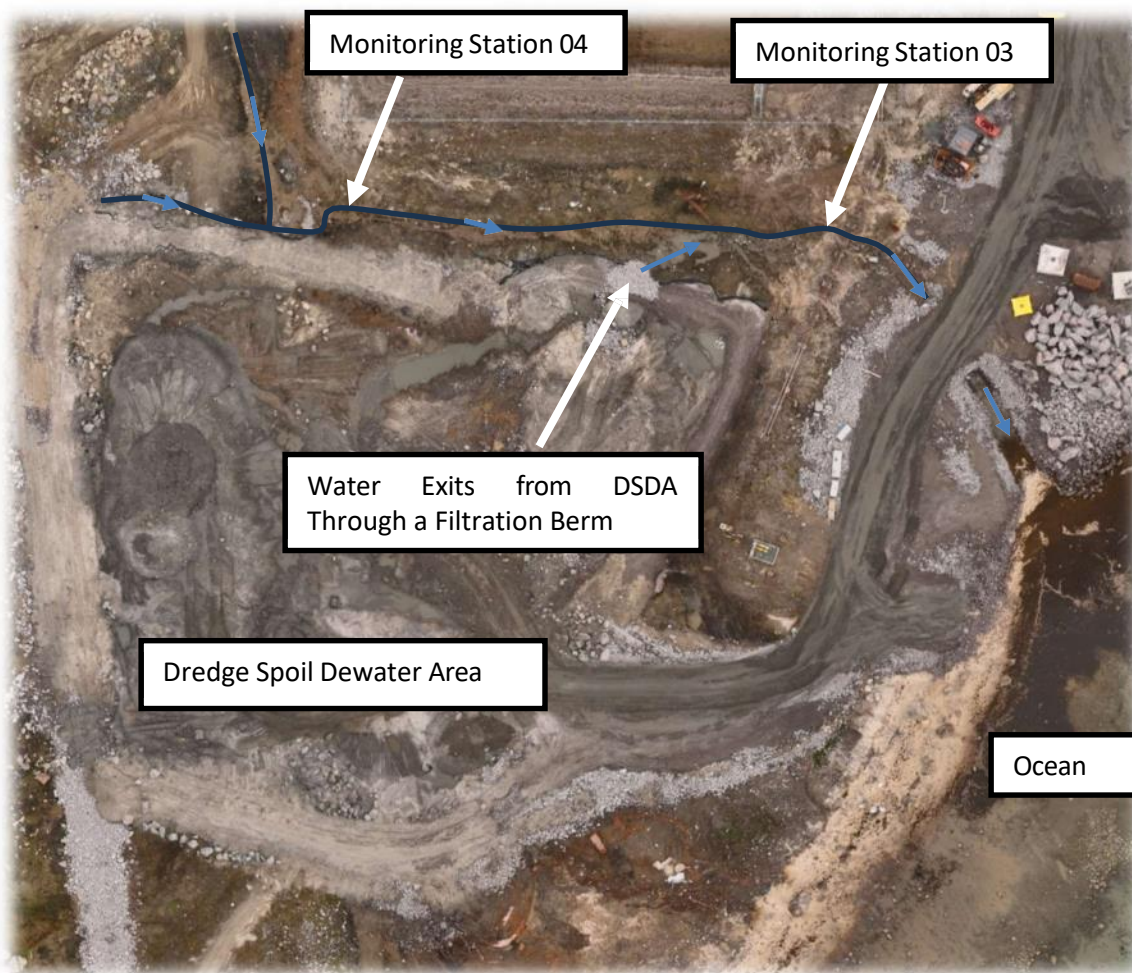 Monitoring Station 04
Monitoring Station 03
Water Exits from DSDA
Through a Filtration Berm
Dredge Spoil Dewater Area
Ocean